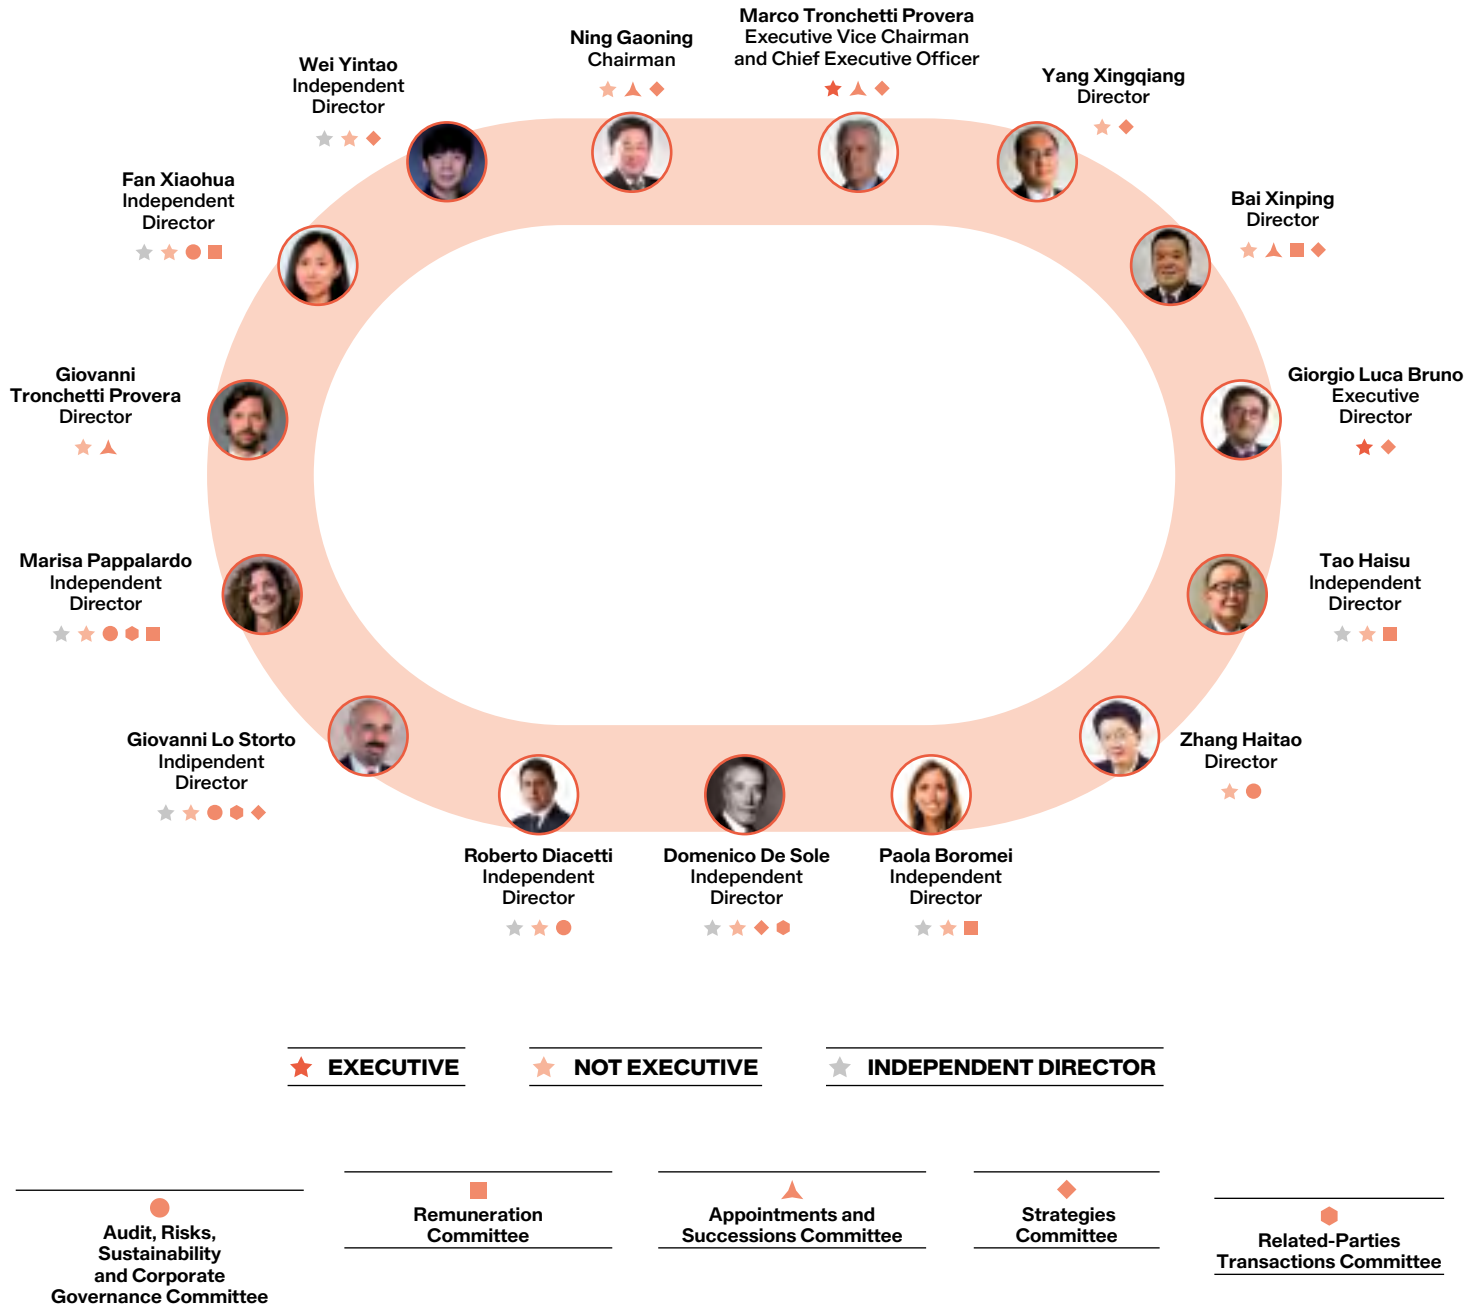 Marco Tronchetti Provera
Executive Vice Chairman
and Chief Executive Officer
Ning Gaoning
Chairman
Wei Yintao
Independent
Director
Yang Xingqiang
Director
Fan Xiaohua
Independent
Director
Bai Xinping
Director
Giovanni
Tronchetti Provera
Director
Giorgio Luca Bruno
Executive
Director
Marisa Pappalardo
Independent
Director
Tao Haisu
Independent
Director
Giovanni Lo Storto
Indipendent
Director
Zhang Haitao
Director
Roberto Diacetti
Independent
Director
Domenico De Sole
Independent
Director
Paola Boromei
Independent
Director
EXECUTIVE
NOT EXECUTIVE
INDEPENDENT DIRECTOR
Audit, Risks,
Sustainability
and Corporate
Governance Committee
Remuneration
Committee
Appointments and
Successions Committee
Strategies
Committee
Related-Parties
Transactions Committee